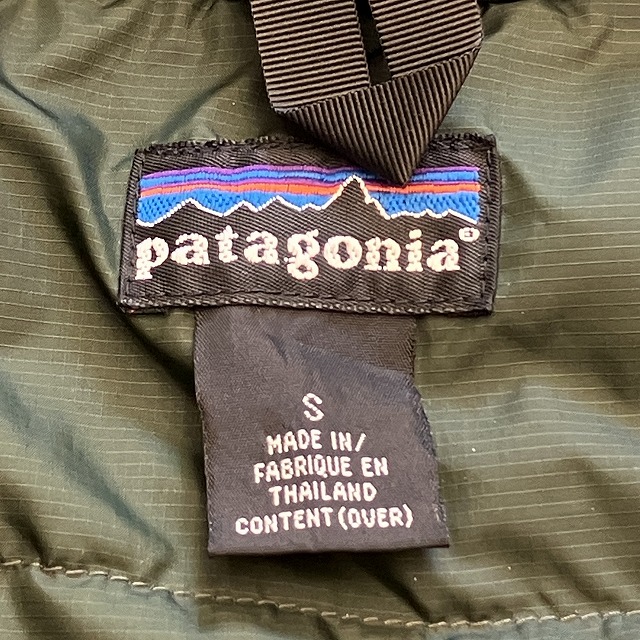 patagonia®
S
MADE IN/
FABRIQUE EN
THAILAND
CONTENT (OVER)